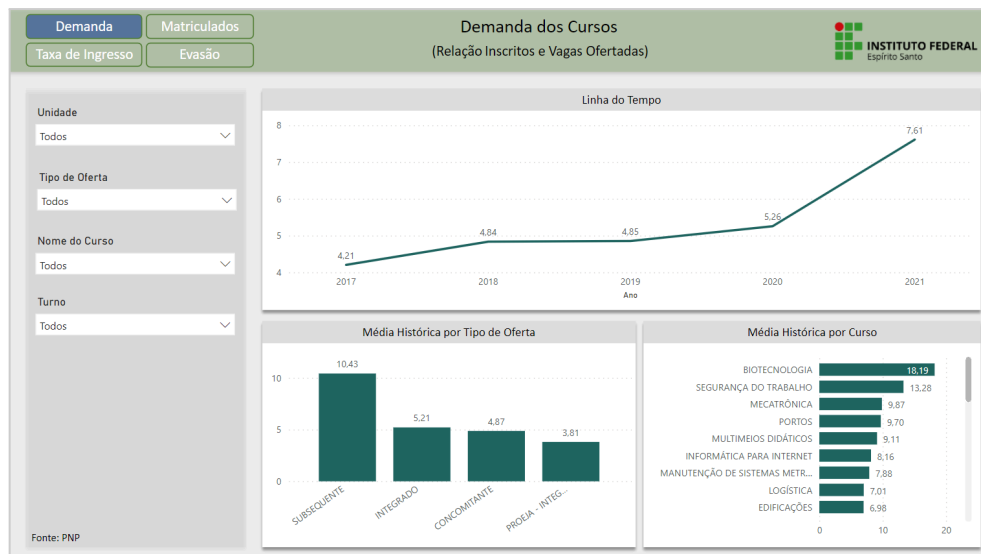 Demanda
Matriculados
Taxa de Ingresso
Evasão
Demanda dos Cursos
(Relação Inscritos e Vagas Ofertadas)
INSTITUTO FEDERAL
Espírito Santo
Unidade
Todos
Tipo de Oferta
Todos
Nome do Curso
Todos
Turno
Todos
Fonte: PNP
Linha do Tempo
8
7
6
5
4
4,21
4,84
4,85
5,26
7,61
2017
2018
2019
2020
2021
Ano
Média Histórica por Tipo de Oferta
10
5
0
10,43
5,21
4,87
3,81
SUBSEQUENTE
INTEGRADO
CONCOMITANTE
PROEJA - INTEG...
Média Histórica por Curso
BIOTECNOLOGIA 18,19
SEGURANÇA DO TRABALHO 13,28
MECATRÔNICA 9,87
PORTOS 9,70
MULTIMEIOS DIDÁTICOS 9,11
INFORMÁTICA PARA INTERNET 8,16
MANUTENÇÃO DE SISTEMAS METR... 7,88
LOGÍSTICA 7,01
EDIFICAÇÕES 6,98
0 10 20